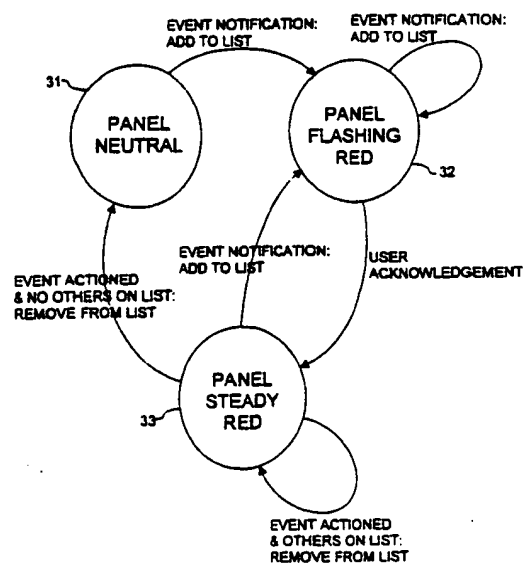 EVENT NOTIFICATION:
ADD TO LIST
EVENT NOTIFICATION:
ADD TO LIST
31
PANEL
NEUTRAL
PANEL
FLASHING
RED
32
EVENT NOTIFICATION:
ADD TO LIST
USER
ACKNOWLEDGEMENT
EVENT ACTIONED
& NO OTHERS ON LIST:
REMOVE FROM LIST
PANEL
STEADY
RED
33
EVENT ACTIONED
& OTHERS ON LIST:
REMOVE FROM LIST